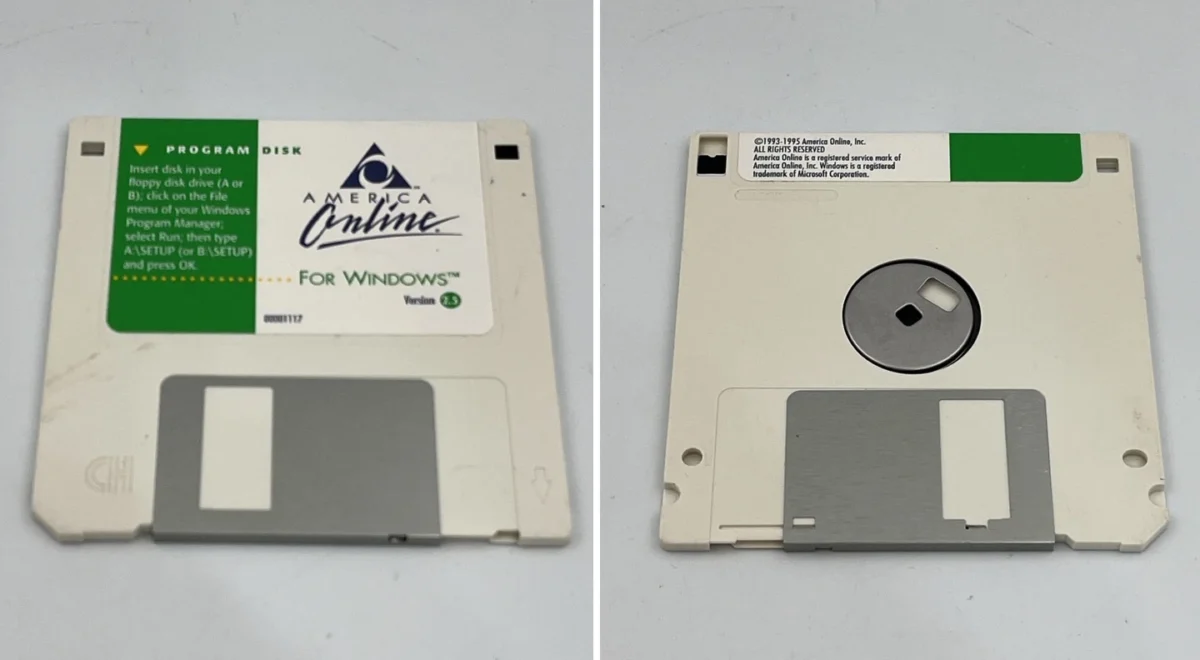 PROGRAM DISK
Insert disk in your
floppy disk drive (A or
B); click on the File
menu of your Windows
Program Manager;
select Run; then type
A:\SETUP (or B:\SETUP)
and press OK.
AMERICA
Online®
FOR WINDOWS™
Version 2.5
00001117
HD
©1993-1995 America Online, Inc.
ALL RIGHTS RESERVED
America Online is a registered service mark of
America Online, Inc. Windows is a registered
trademark of Microsoft Corporation.